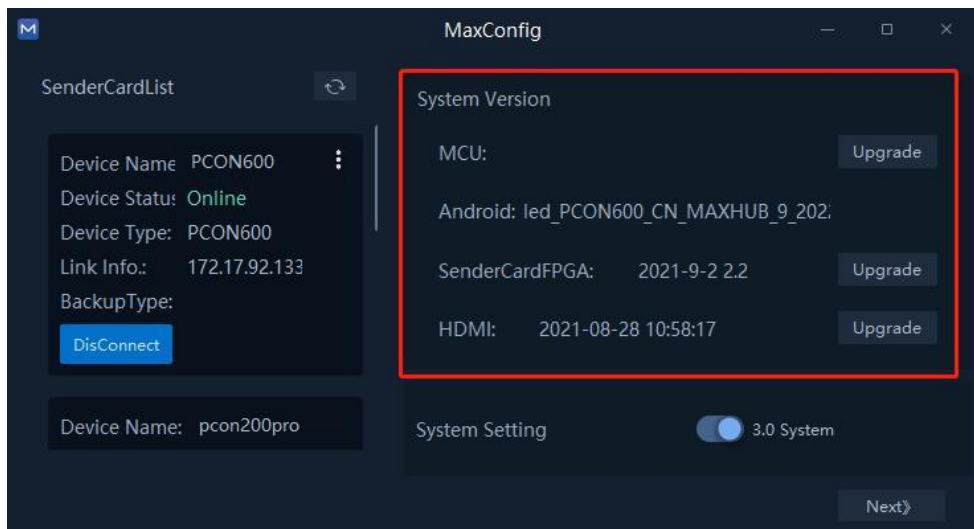 MaxConfig
SenderCardList
Device Name PCON600
Device Status Online
Device Type: PCON600
Link Info.: 172.17.92.133
BackupType:
DisConnect
Device Name: pcon200pro
System Version
MCU: Upgrade
Android: led_PCON600_CN_MAXHUB_9_202
SenderCardFPGA: 2021-9-2 2.2 Upgrade
HDMI: 2021-08-28 10:58:17 Upgrade
System Setting 3.0 System
Next》